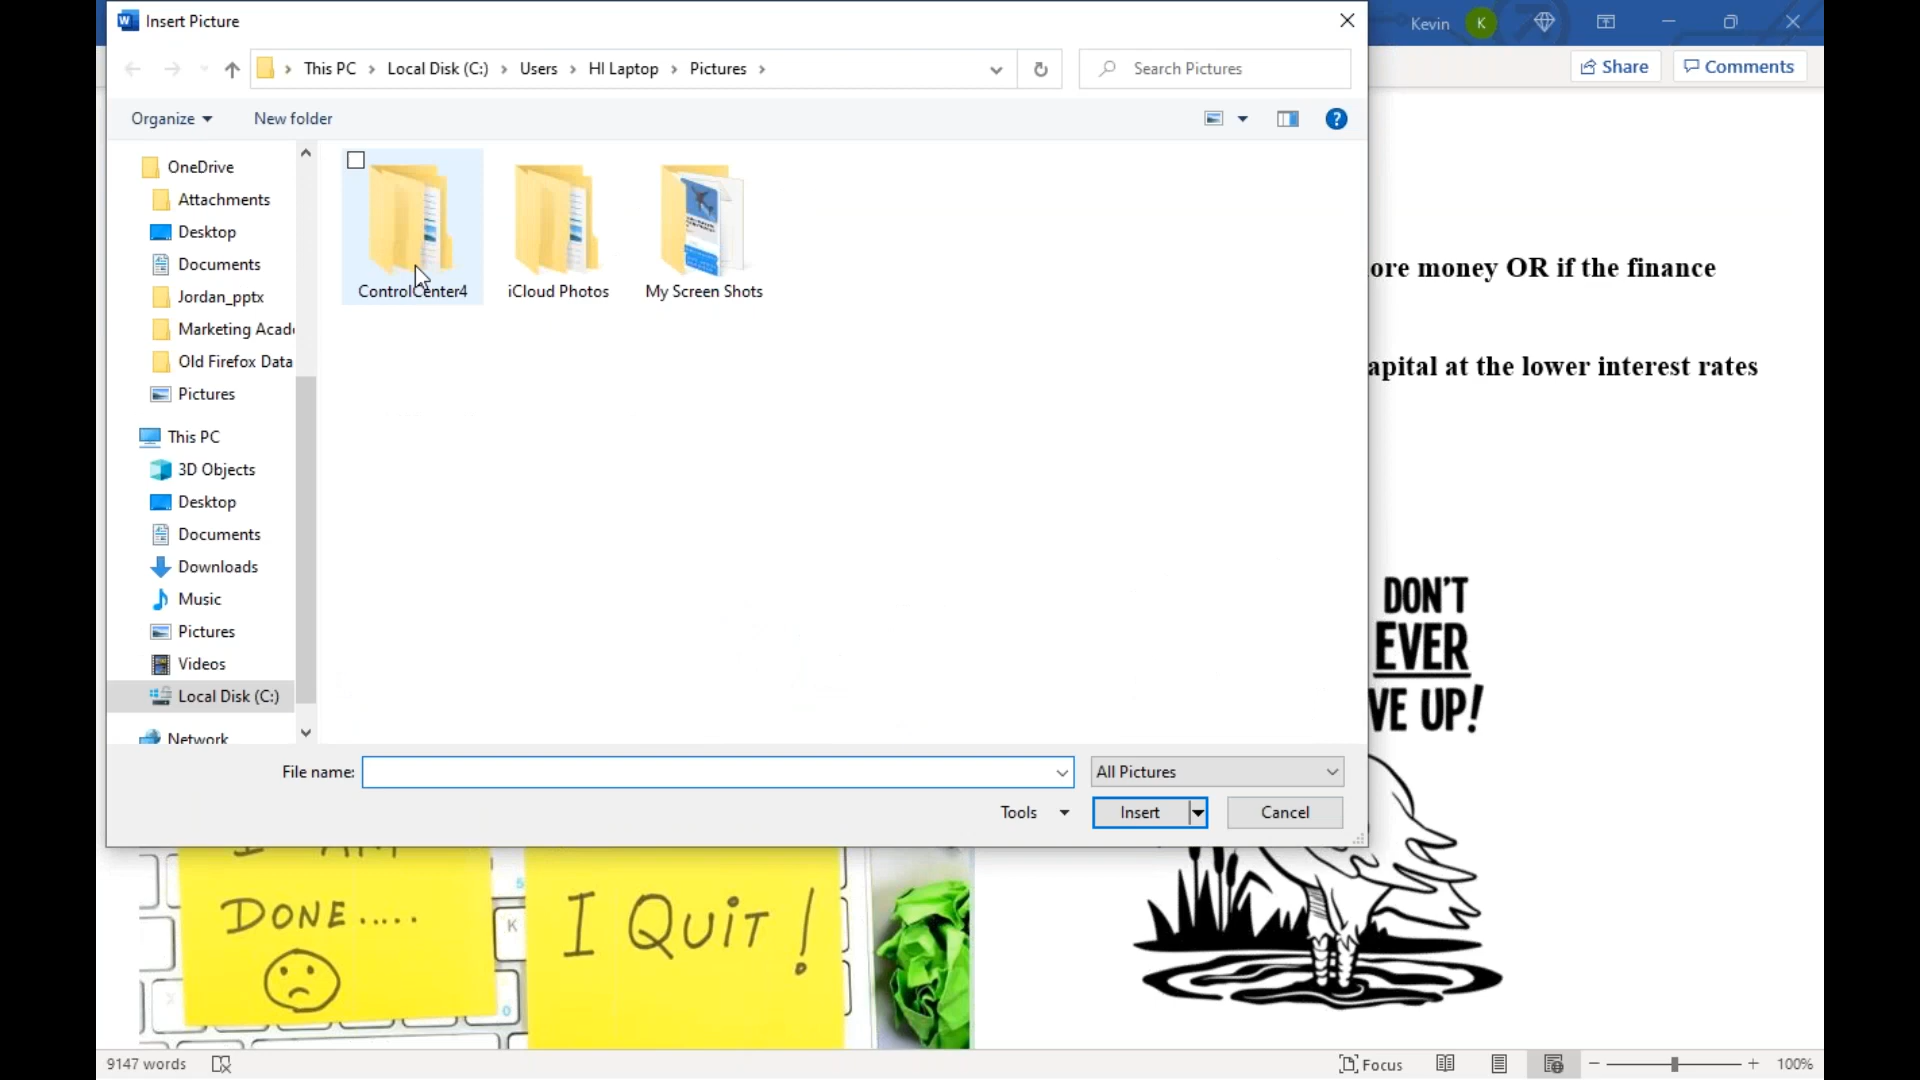 Insert Picture
Kevin
K
This PC
Local Disk (C:)
Users
HI Laptop
Pictures
Search Pictures
Share
Comments
Organize
New folder
?
OneDrive
Attachments
Desktop
Documents
Jordan_pptx
Marketing Acad
Old Firefox Data
Pictures
This PC
3D Objects
Desktop
Documents
Downloads
Music
Pictures
Videos
Local Disk (C:)
Network
ControlCenter4
iCloud Photos
My Screen Shots
ore money OR if the finance
apital at the lower interest rates
DON'T
EVER
VE UP!
File name:
All Pictures
Tools
Insert
Cancel
I AM
DONE.....
I QUIT!
5
K
0
X
9147 words
Focus
100%